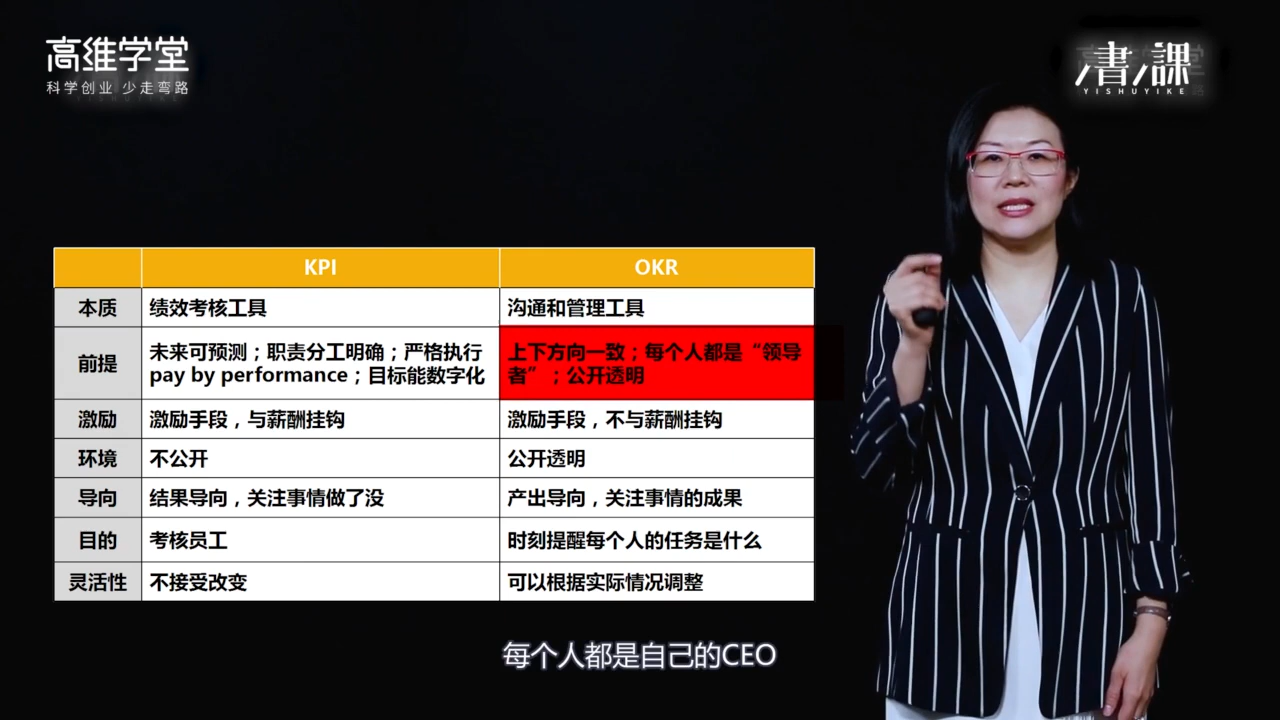 高维学堂
科学创业 少走弯路
書課
YISHUYIKE
KPI
OKR
本质
绩效考核工具
沟通和管理工具
前提
未来可预测；职责分工明确；严格执行
pay by performance；目标能数字化
上下方向一致；每个人都是“领导
者”；公开透明
激励
激励手段，与薪酬挂钩
激励手段，不与薪酬挂钩
环境
不公开
公开透明
导向
结果导向，关注事情做了没
产出导向，关注事情的成果
目的
考核员工
时刻提醒每个人的任务是什么
灵活性
不接受改变
可以根据实际情况调整
每个人都是自己的CEO